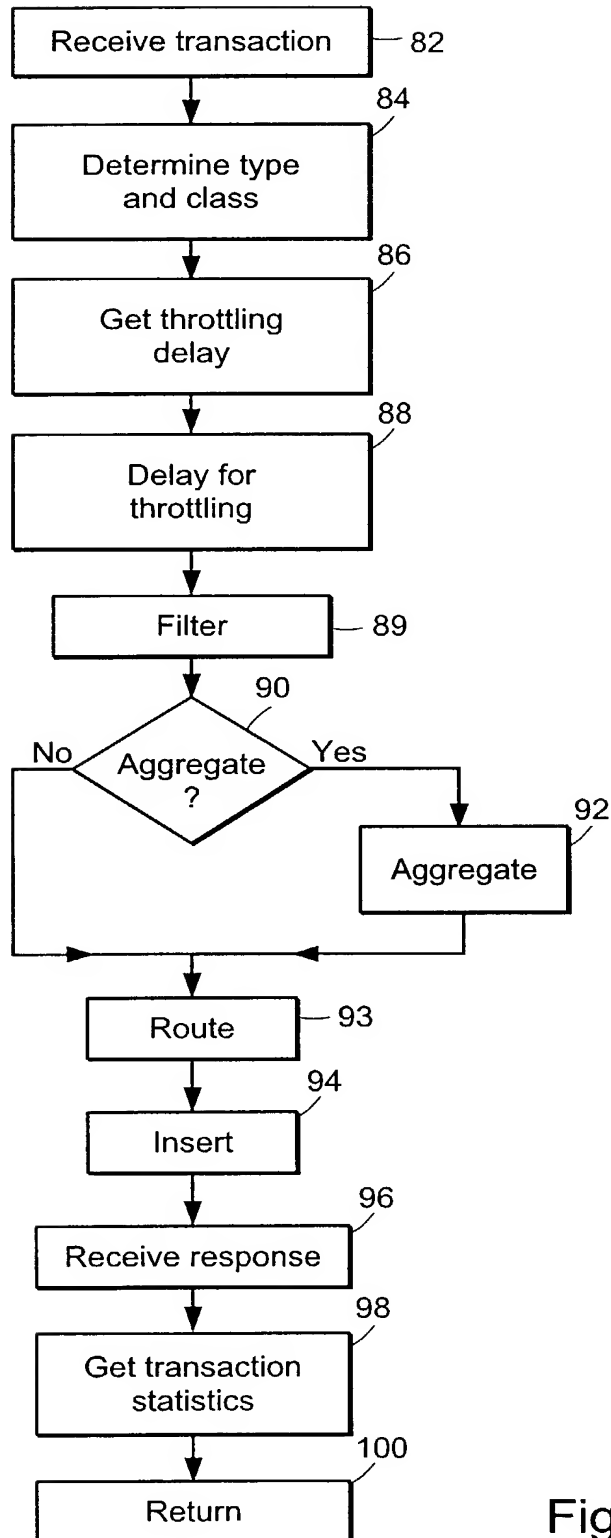 Receive transaction
82
84
Determine type
and class
86
Get throttling
delay
88
Delay for
throttling
Filter
89
90
No
Aggregate
?
Yes
92
Aggregate
Route
93
94
Insert
96
Receive response
98
Get transaction
statistics
100
Return
Fig